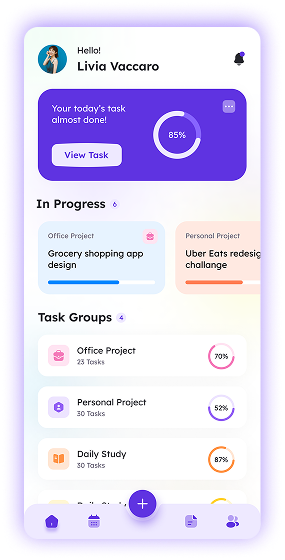 Hello!
Livia Vaccaro
Your today's task
almost done!
85%
View Task
In Progress 6
Office Project
Grocery shopping app
design
Personal Project
Uber Eats redesig
challange
Task Groups 4
Office Project
23 Tasks
70%
Personal Project
30 Tasks
52%
Daily Study
30 Tasks
87%
Daily Study